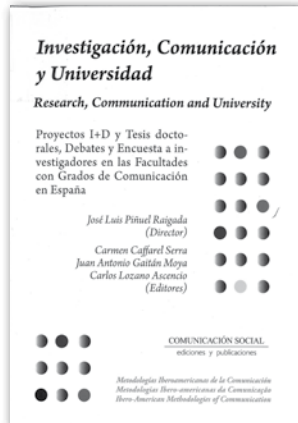 Investigación, Comunicación
y Universidad
Research, Communication and University
Proyectos I+D y Tesis docto-
rales, Debates y Encuesta a in-
vestigadores en las Facultades
con Grados de Comunicación
en España
José Luis Piñuel Raigada
(Director)
Carmen Caffarel Serra
Juan Antonio Gaitán Moya
Carlos Lozano Ascencio
(Editores)
COMUNICACIÓN SOCIAL
ediciones y publicaciones
Metodologías Iberoamericanas de la Comunicación
Metodologias Ibero-americanas da Comunicação
Ibero-American Methodologies of Communication